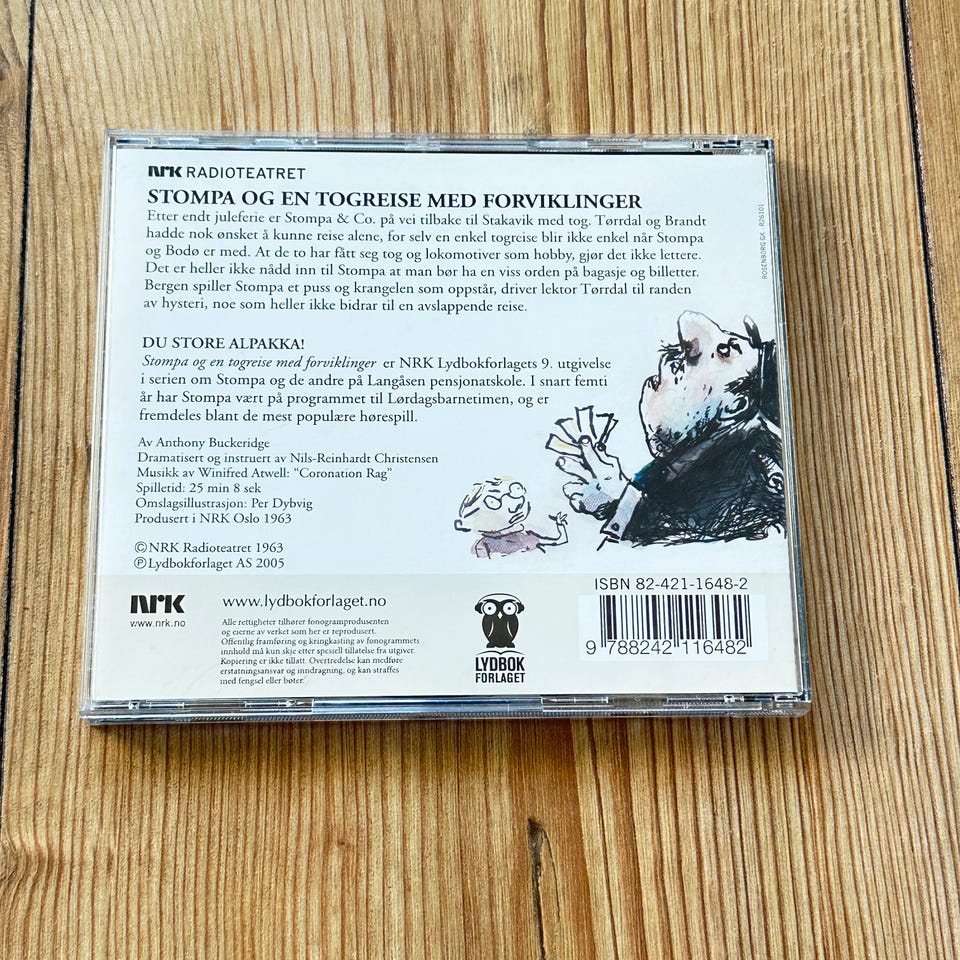 NRK RADIOTEATRET
STOMPA OG EN TOGREISE MED FORVIKLINGER
Etter endt juleferie er Stompa & Co. på vei tilbake til Stakavik med tog. Tørrdal og Brandt
hadde nok ønsket å kunne reise alene, for selv en enkel togreise blir ikke enkel når Stompa
og Bodø er med. At de to har fått seg tog og lokomotiver som hobby, gjør det ikke lettere.
Det er heller ikke nådd inn til Stompa at man bør ha en viss orden på bagasje og billetter.
Bergen spiller Stompa et puss og krangelen som oppstår, driver lektor Tørrdal til randen
av hysteri, noe som heller ikke bidrar til en avslappende reise.
DU STORE ALPAKKA!
Stompa og en togreise med forviklinger er NRK Lydbokforlagets 9. utgivelse
i serien om Stompa og de andre på Langåsen pensjonatskole. I snart femti
år har Stompa vært på programmet til Lørdagsbarnetimen, og er
fremdeles blant de mest populære hørespill.
Av Anthony Buckeridge
Dramatisert og instruert av Nils-Reinhardt Christensen
Musikk av Winifred Atwell: “Coronation Rag”
Spilletid: 25 min 8 sek
Omslagsillustrasjon: Per Dybvig
Produsert i NRK Oslo 1963
©NRK Radioteatret 1963
℗Lydbokforlaget AS 2005
ROSENBORG GK R26101
NRK
www.nrk.no
www.lydbokforlaget.no
Alle rettigheter tilhører fonogramprodusenten
og eierne av verket som her er reprodusert.
Offentlig framføring og kringkasting av fonogrammets
innhold må kun skje etter spesiell tillatelse fra utgiver.
Kopiering er ikke tillatt. Overtredelse kan medføre
erstatningsansvar og inndragning, og kan straffes
med fengsel eller bøter.
LYDBOK
FORLAGET
ISBN 82-421-1648-2
9 788242 116482